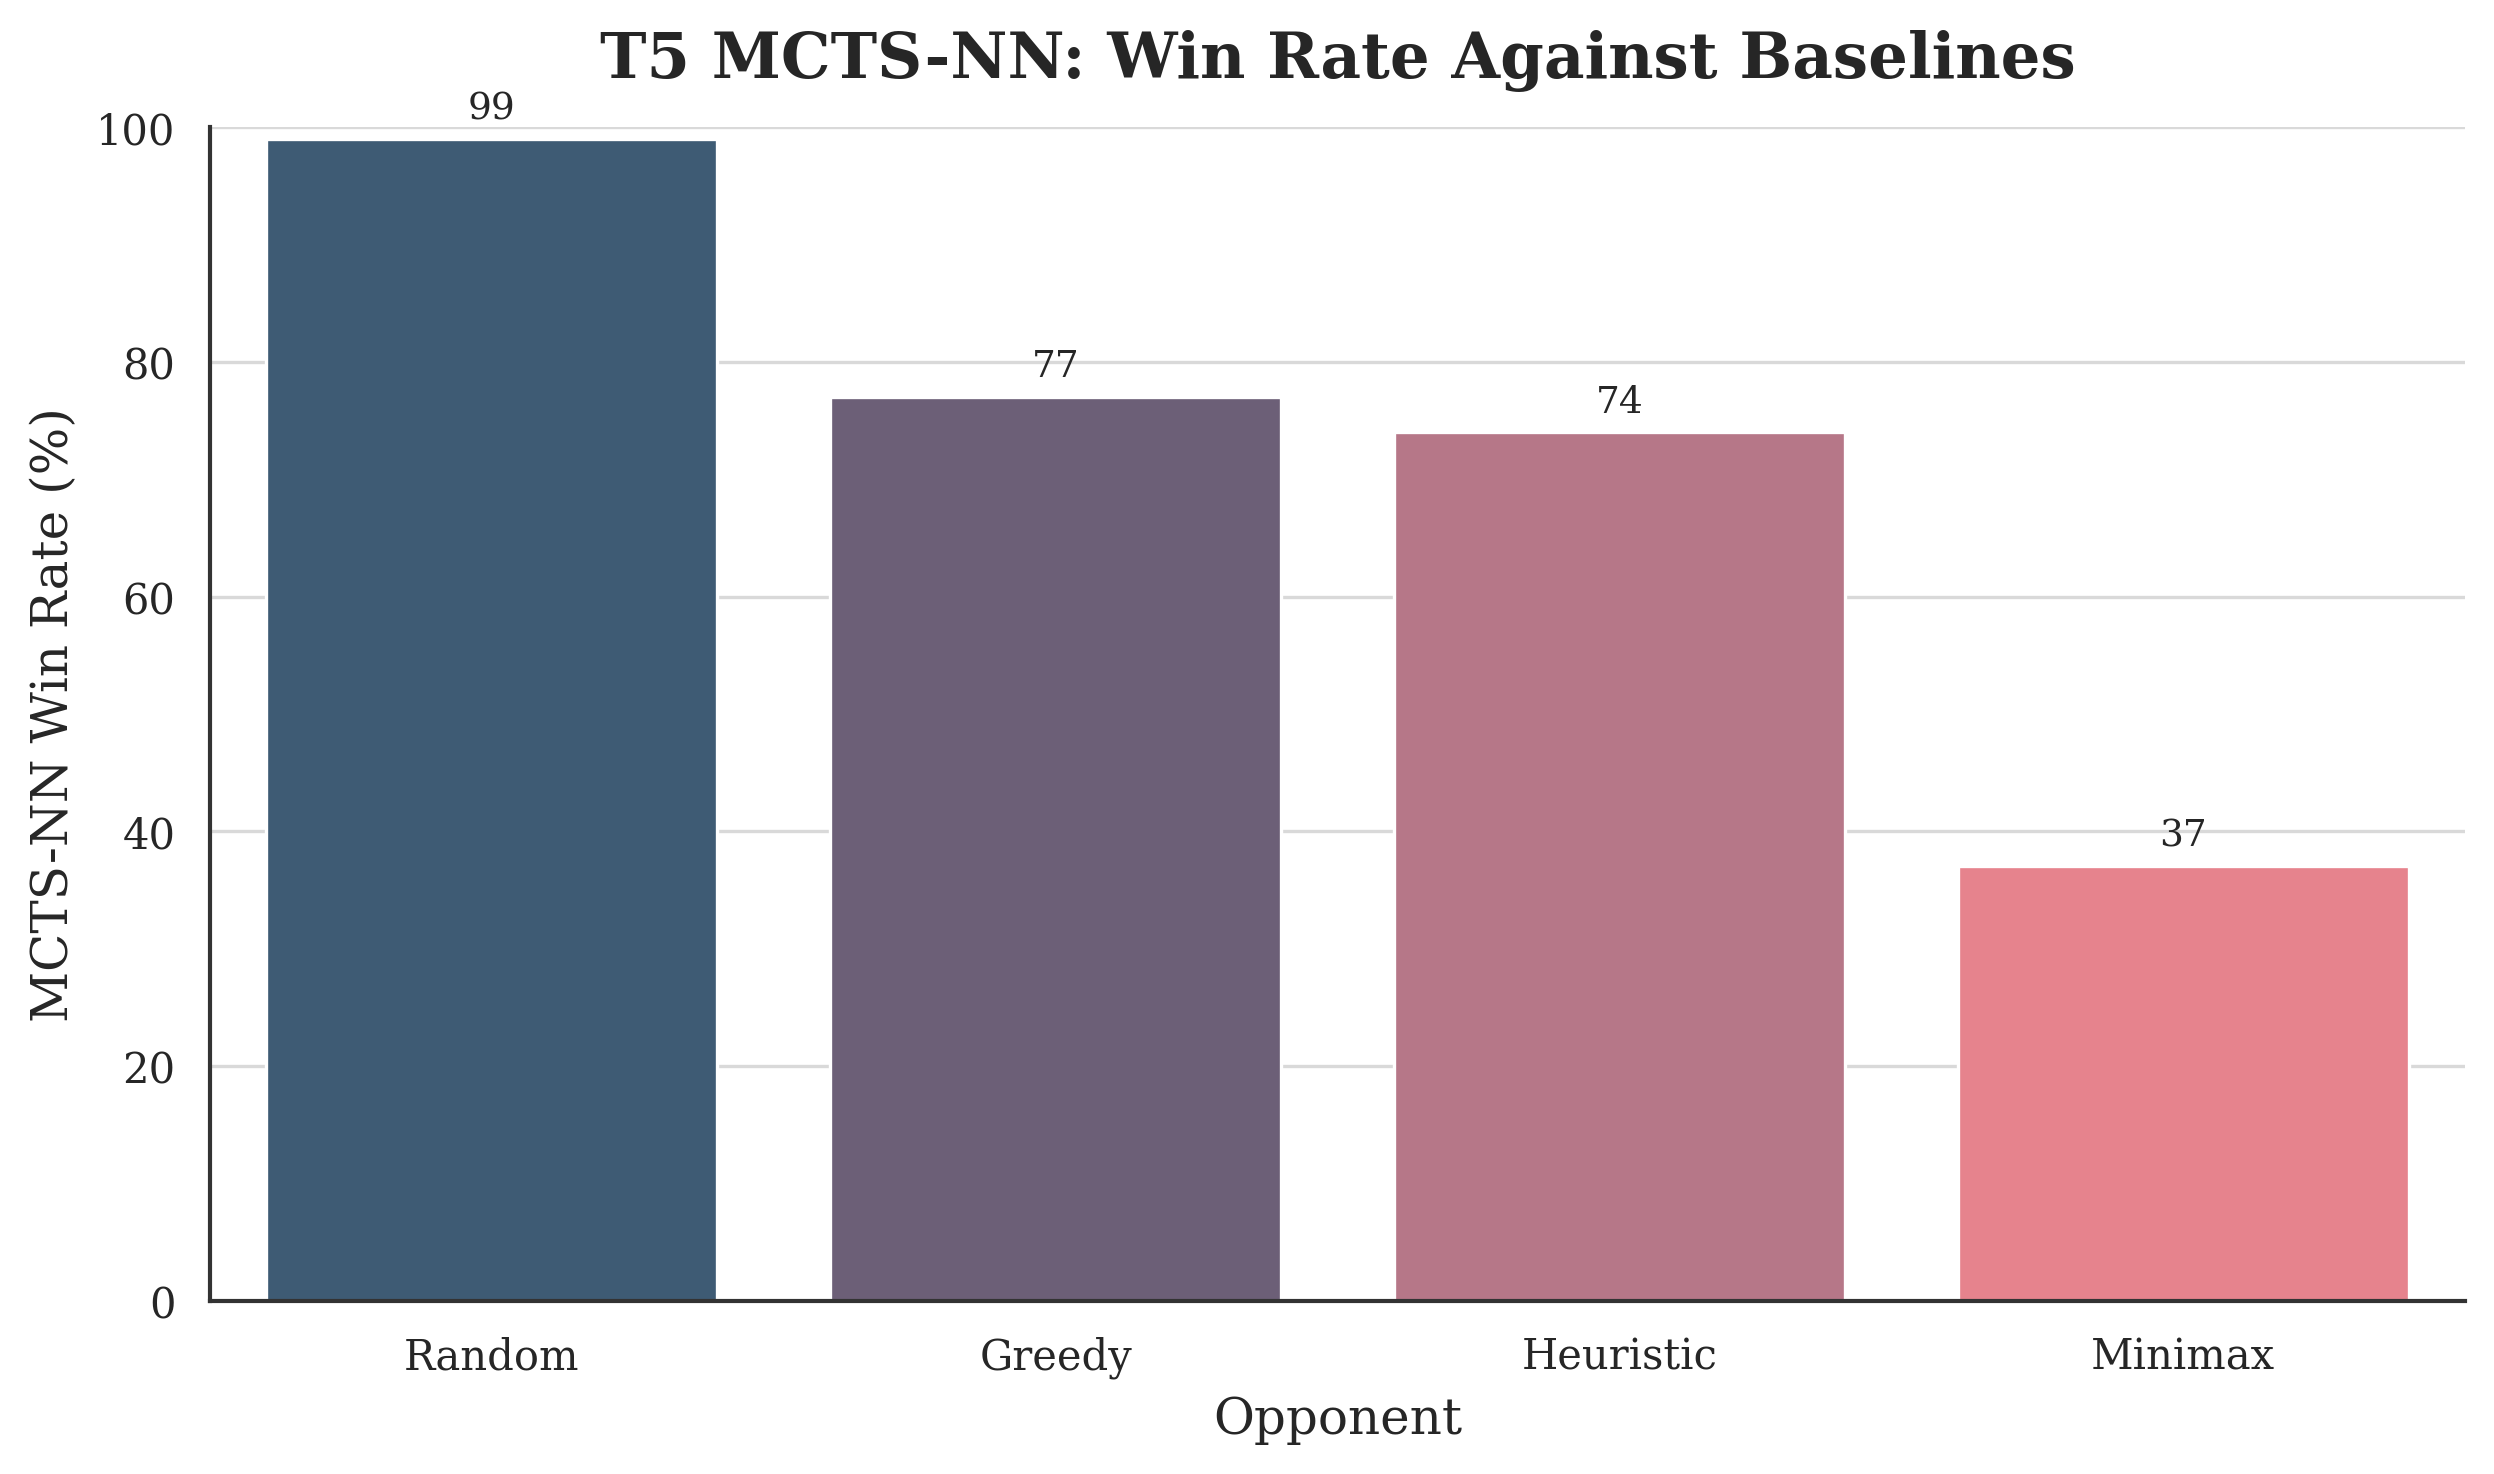 T5 MCTS-NN: Win Rate Against Baselines
MCTS-NN Win Rate (%)
100
80
60
40
20
0
99
77
74
37
Random
Greedy
Heuristic
Minimax
Opponent